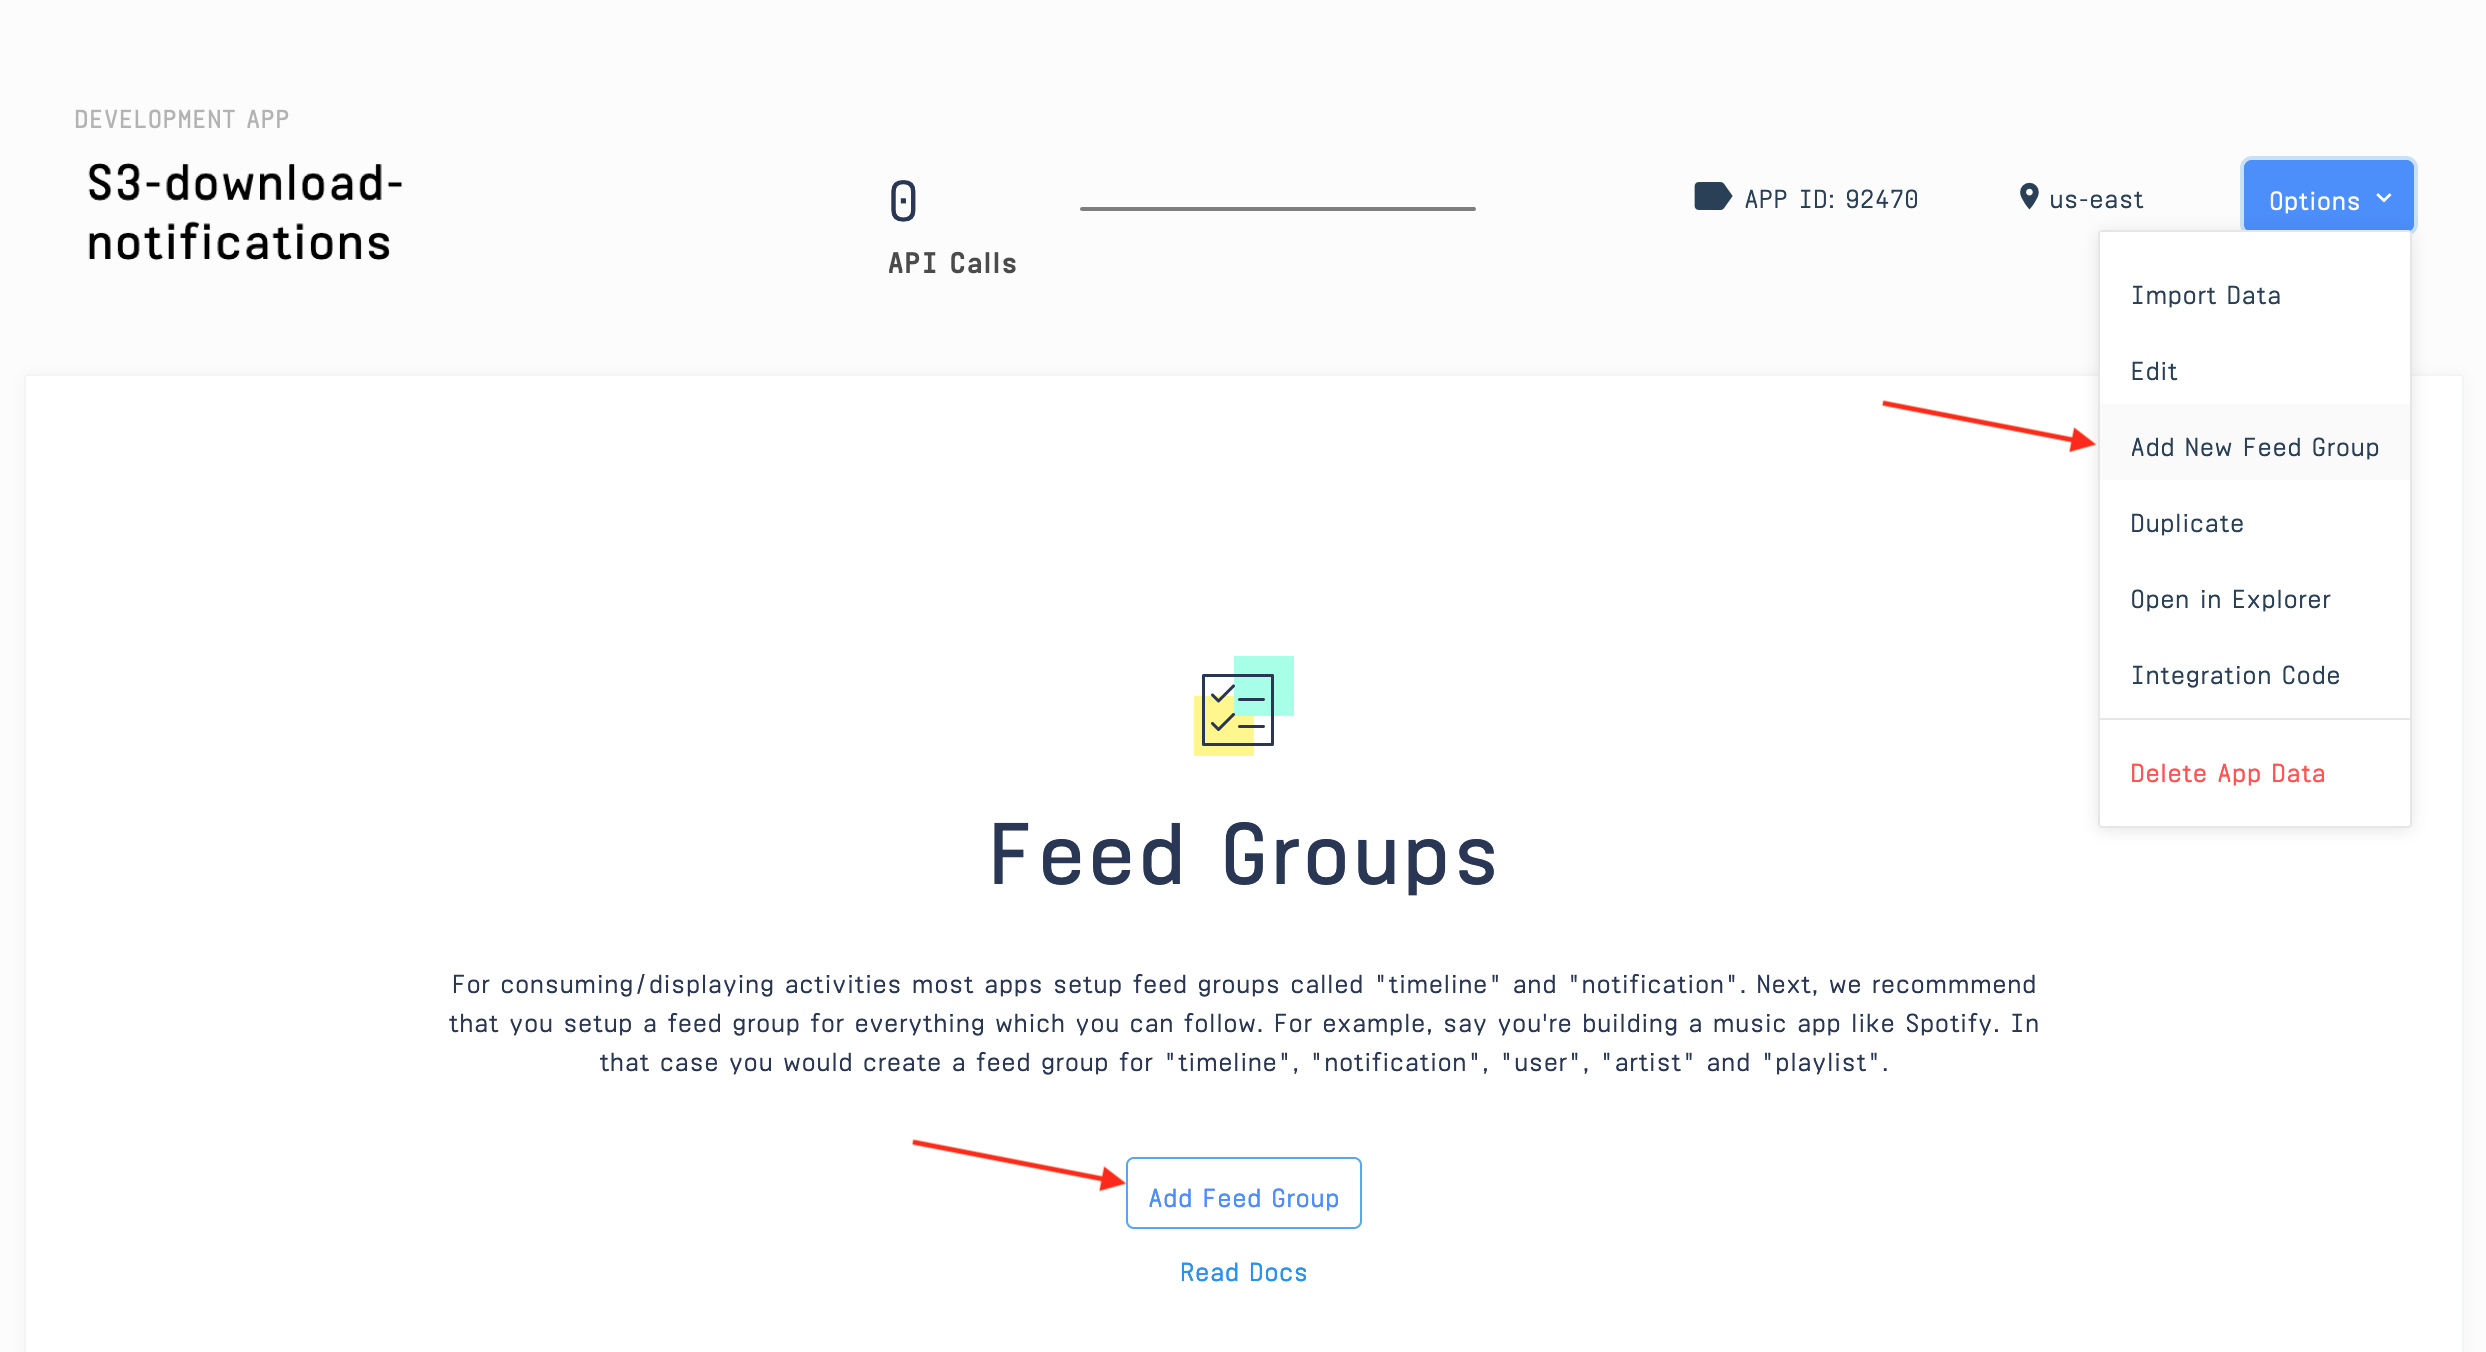 DEVELOPMENT APP
S3-download-
notifications
0
API Calls
APP ID: 92470
us-east
Options
Import Data
Edit
Add New Feed Group
Duplicate
Open in Explorer
Integration Code
Delete App Data
Feed Groups
For consuming/displaying activities most apps setup feed groups called "timeline" and "notification". Next, we recommmend
that you setup a feed group for everything which you can follow. For example, say you're building a music app like Spotify. In
that case you would create a feed group for "timeline", "notification", "user", "artist" and "playlist".
Add Feed Group
Read Docs